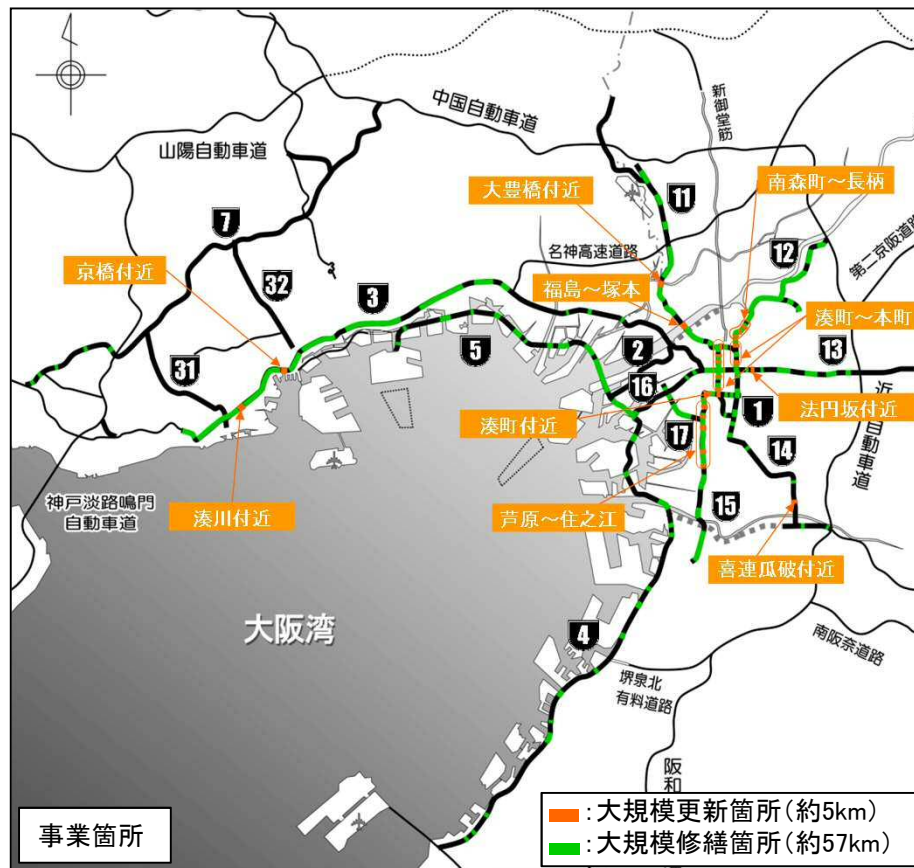 中国自動車道
新御堂筋
山陽自動車道
南森町～長柄
大豊橋付近
11
7
12
第二京阪道路
名神高速道路
京橋付近
32
福島～塚本
3
湊町～本町
5
2
13
31
16
1
法円坂付近
湊町付近
17
14
近
自動車道
神戸淡路鳴門
自動車道
湊川付近
芦原～住之江
15
喜連瓜破付近
大阪湾
4
南阪奈道路
堺泉北
有料道路
阪和
事業箇所
:大規模更新箇所(約5km)
:大規模修繕箇所(約57km)